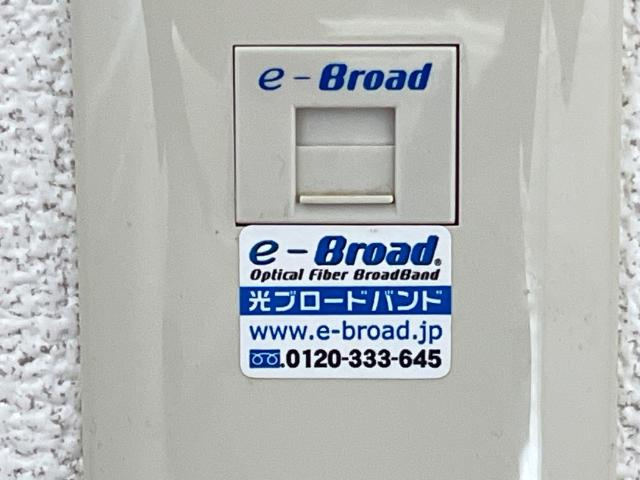 e-Broad
e-Broad®
Optical Fiber BroadBand
光ブロードバンド
www.e-broad.jp
0120-333-645